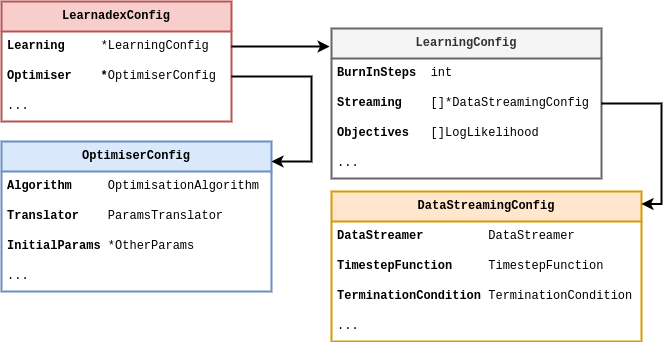 LearnadexConfig
Learning *LearningConfig
Optimiser *OptimiserConfig
...
LearningConfig
BurnInSteps int
Streaming []*DataStreamingConfig
Objectives []LogLikelihood
...
OptimiserConfig
Algorithm OptimisationAlgorithm
Translator ParamsTranslator
InitialParams *OtherParams
...
DataStreamingConfig
DataStreamer DataStreamer
TimestepFunction TimestepFunction
TerminationCondition TerminationCondition
...